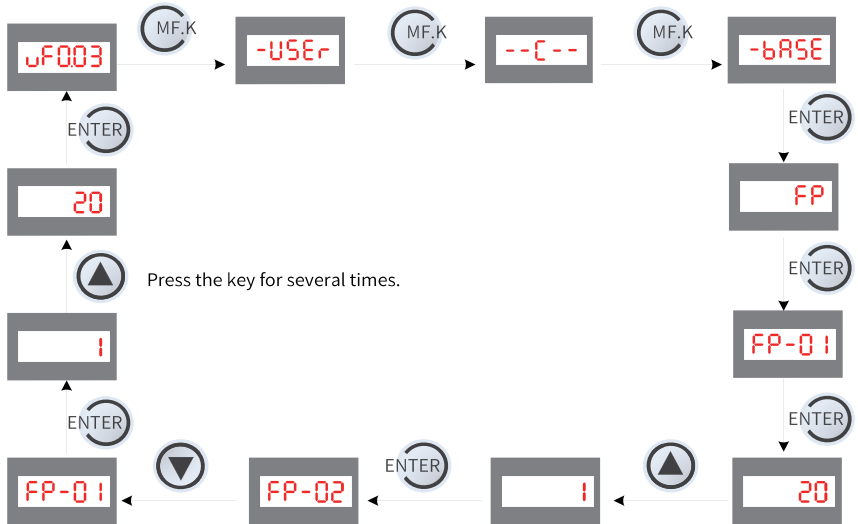 uF0.03
MF.K
-USEr
MF.K
--C--
MF.K
-bASE
ENTER
FP
ENTER
FP-01
ENTER
20
1
ENTER
FP-02
FP-01
ENTER
1
Press the key for several times.
20
ENTER